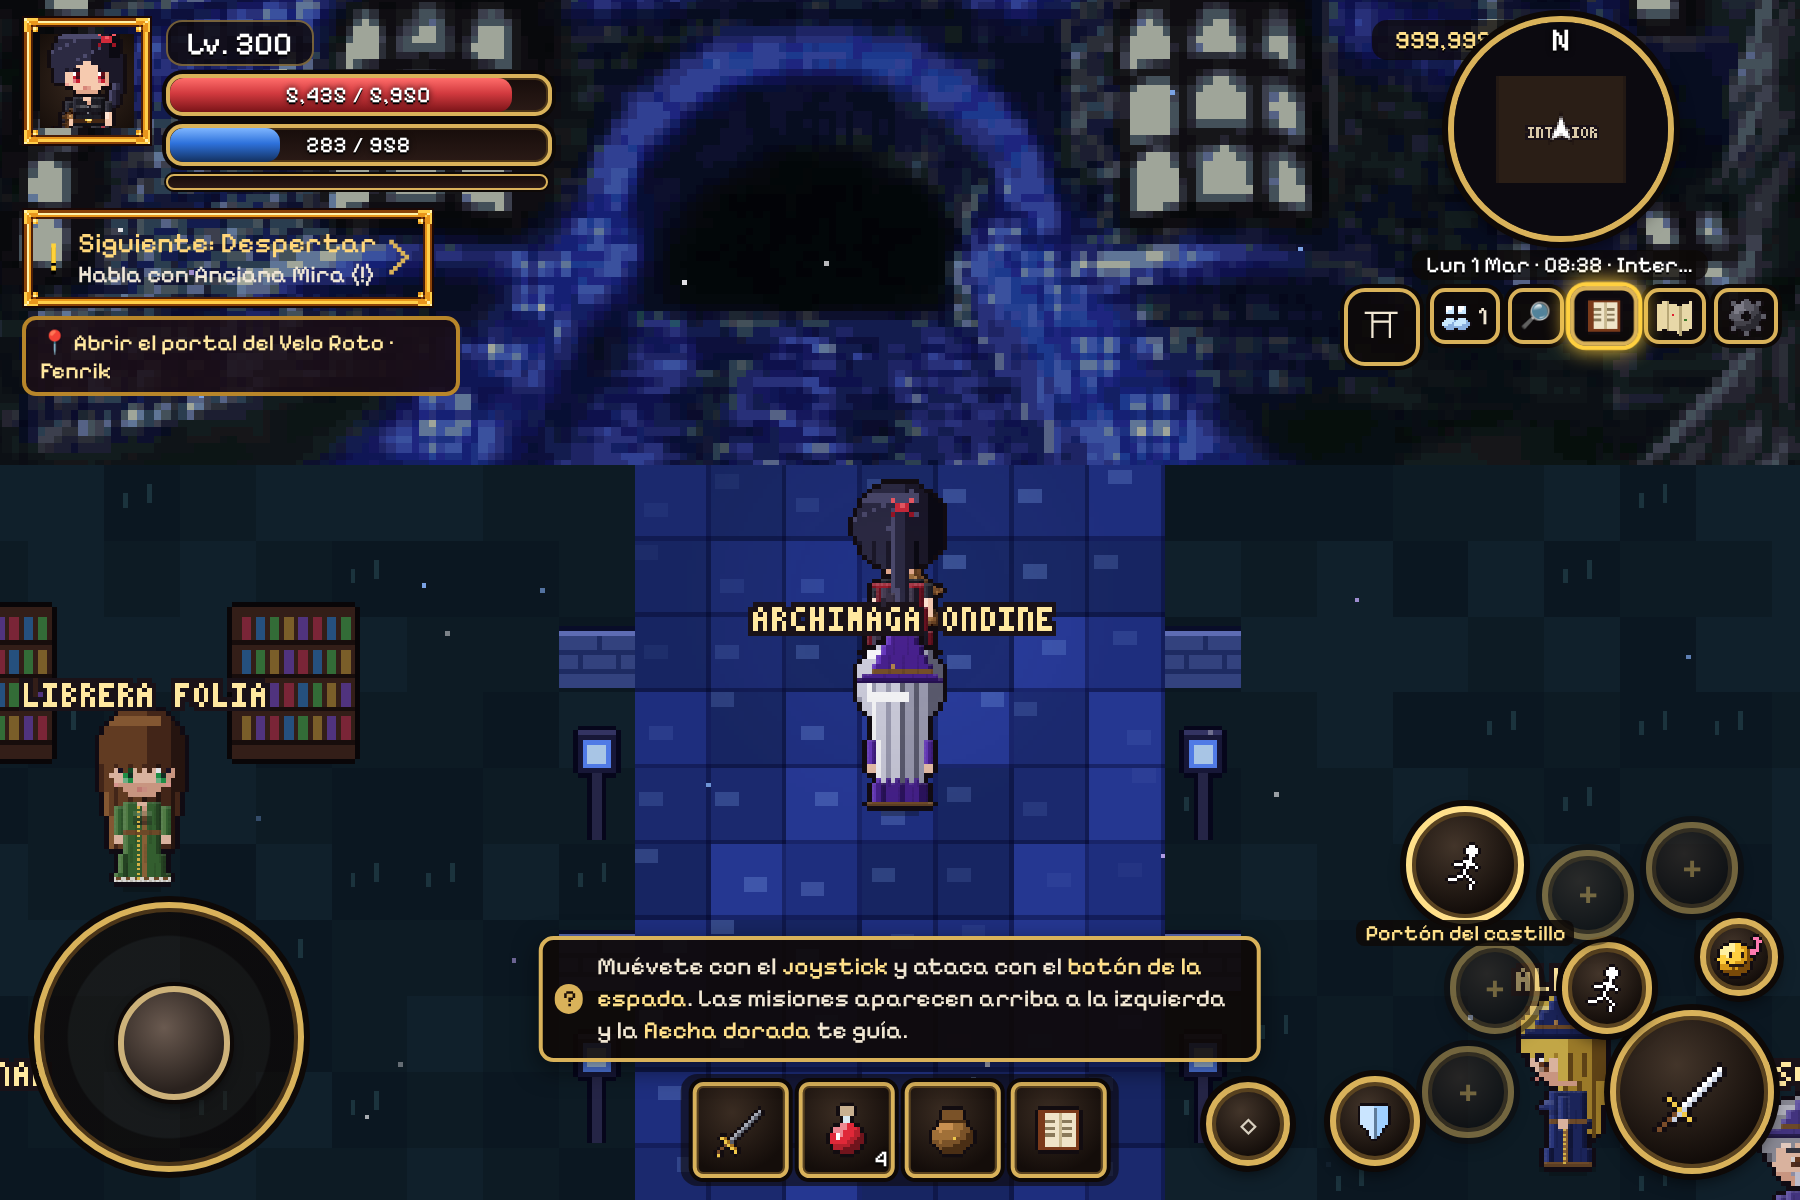 Lv. 300
8,438 / 8,980
283 / 988
Siguiente: Despertar
Habla con Anciana Mira (!)
Abrir el portal del Velo Roto ·
Fenrik
999,999
N
Lun 1 Mar · 08:38 · Inter...
1
ARCHIMAGA ONDINE
LIBRERA FOLIA
Portón del castillo
Muévete con el joystick y ataca con el botón de la
espada. Las misiones aparecen arriba a la izquierda
y la flecha dorada te guía.
4